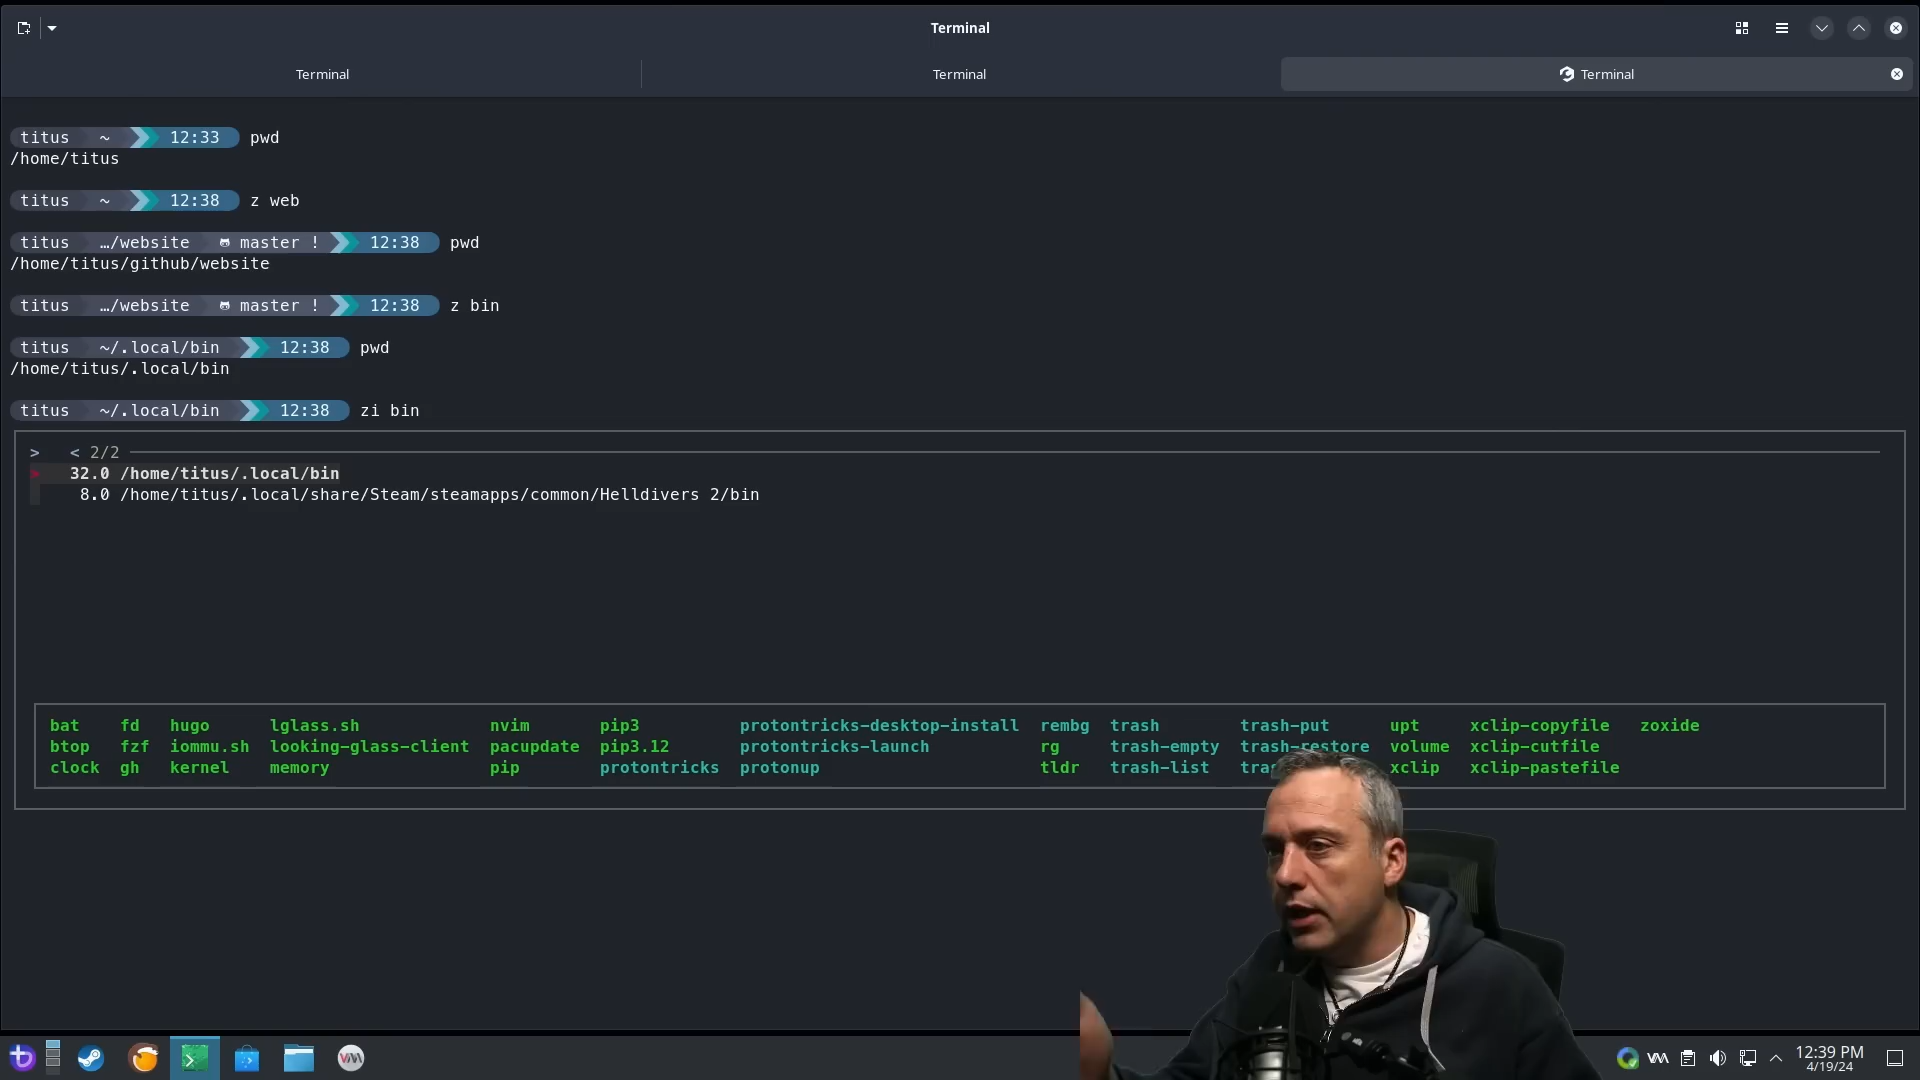 Terminal
Terminal Terminal Terminal
titus ~ 12:33 pwd
/home/titus
titus ~ 12:38 z web
titus …/website master ! 12:38 pwd
/home/titus/github/website
titus …/website master ! 12:38 z bin
titus ~/.local/bin 12:38 pwd
/home/titus/.local/bin
titus ~/.local/bin 12:38 zi bin
> < 2/2
32.0 /home/titus/.local/bin
8.0 /home/titus/.local/share/Steam/steamapps/common/Helldivers 2/bin
bat fd hugo lglass.sh nvim pip3 protontricks-desktop-install rembg trash trash-put upt xclip-copyfile zoxide
btop fzf iommu.sh looking-glass-client pacupdate pip3.12 protontricks-launch rg trash-empty trash-restore volume xclip-cutfile
clock gh kernel memory pip protontricks protonup tldr trash-list xclip xclip-pastefile
12:39 PM
4/19/24